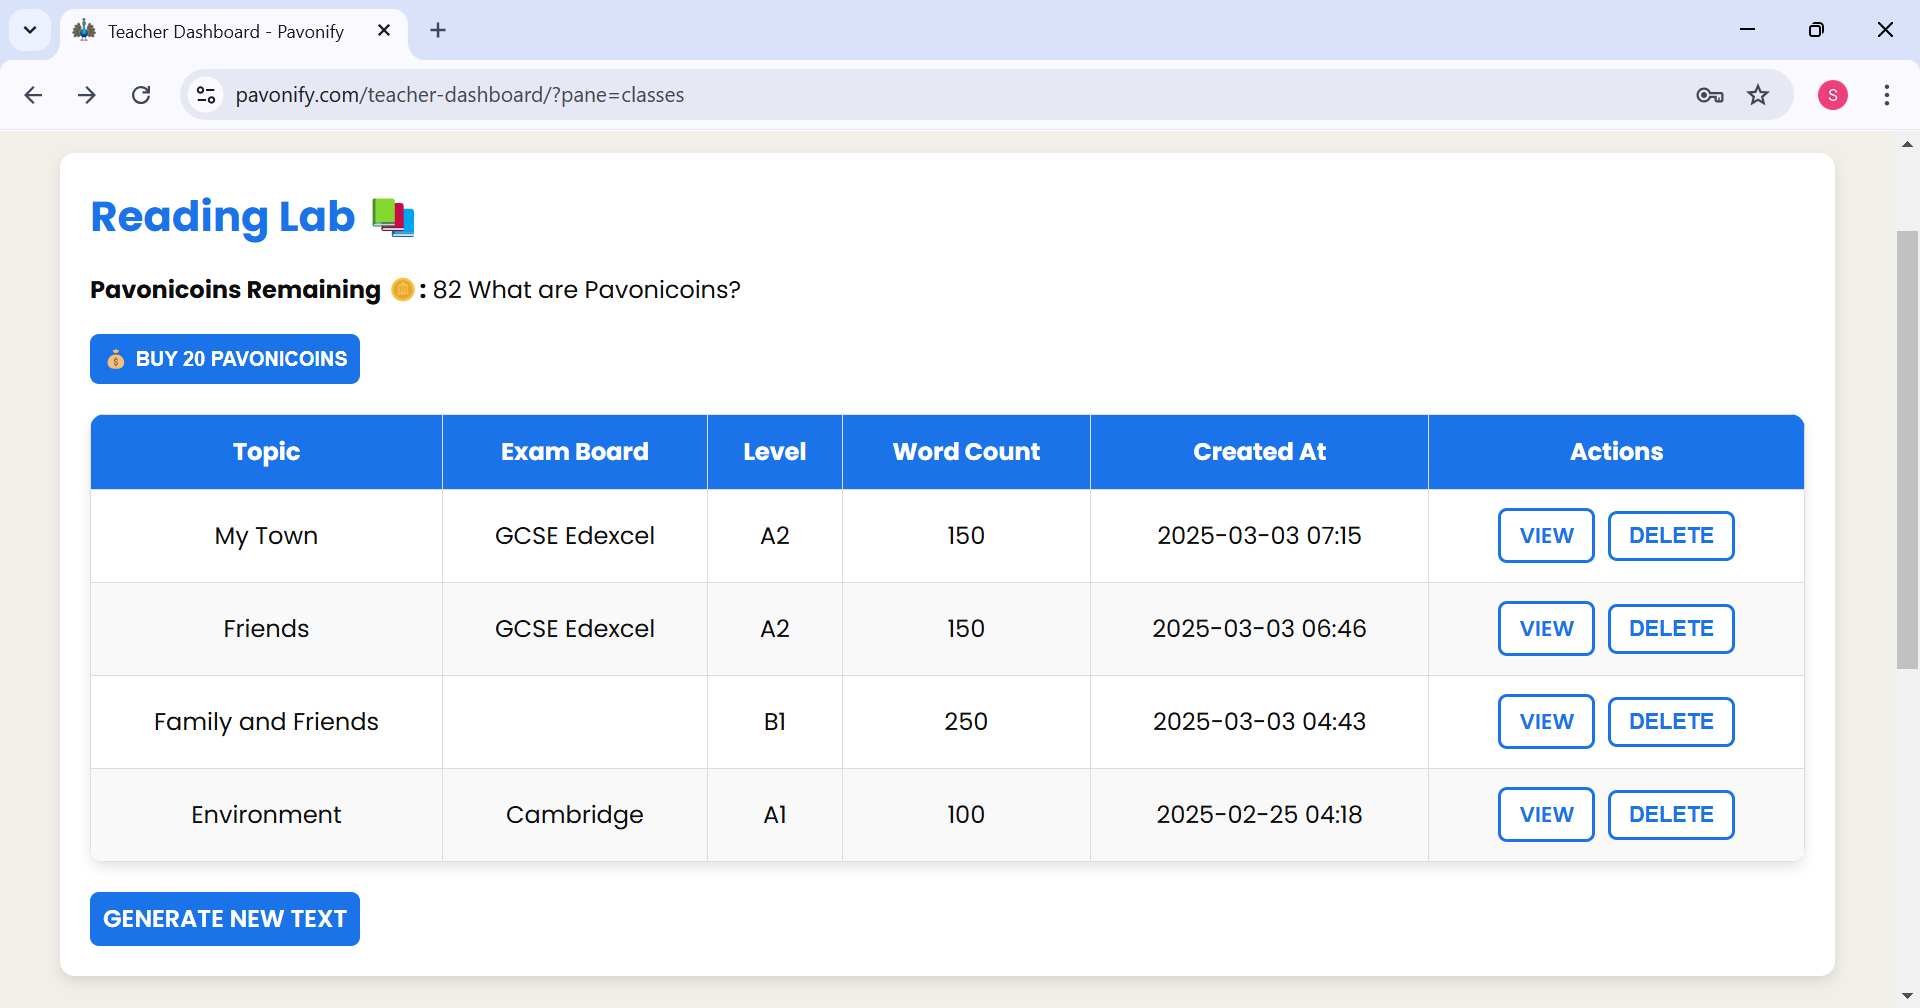 Teacher Dashboard - Pavonify
pavonify.com/teacher-dashboard/?pane=classes
S
Reading Lab
Pavonicoins Remaining : 82 What are Pavonicoins?
BUY 20 PAVONICOINS
Topic Exam Board Level Word Count Created At Actions
My Town GCSE Edexcel A2 150 2025-03-03 07:15 VIEW DELETE
Friends GCSE Edexcel A2 150 2025-03-03 06:46 VIEW DELETE
Family and Friends B1 250 2025-03-03 04:43 VIEW DELETE
Environment Cambridge A1 100 2025-02-25 04:18 VIEW DELETE
GENERATE NEW TEXT